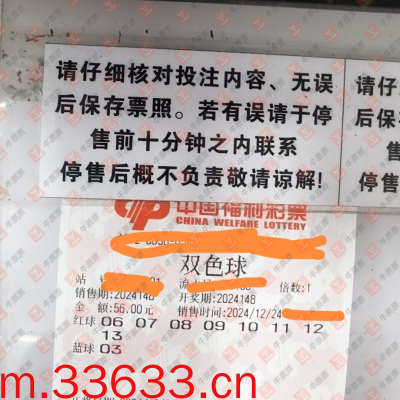 请仔细核对投注内容、无误
后保存票照。若有误请于停
售前十分钟之内联系
停售后概不负责敬请谅解!
请仔
后保存
售
停售
中国福利彩票
CHINA WELFARE LOTTERY
双色球
站
销售期:2024148 开奖期:2024148 倍数:1
金 额:56.00元 销售时间:2024/12/24
红球 06 07 08 09 10 11 12
13
蓝球 03
m.33633.cn